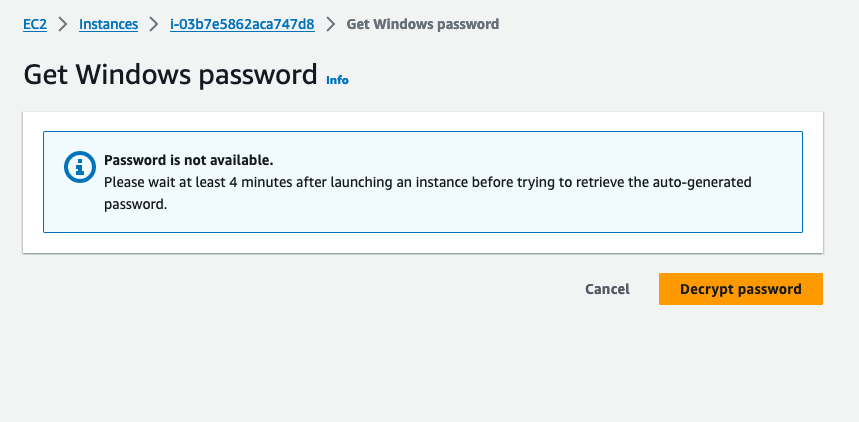 EC2 > Instances > i-03b7e5862aca747d8 > Get Windows password
Get Windows password Info
Password is not available.
Please wait at least 4 minutes after launching an instance before trying to retrieve the auto-generated
password.
Cancel Decrypt password